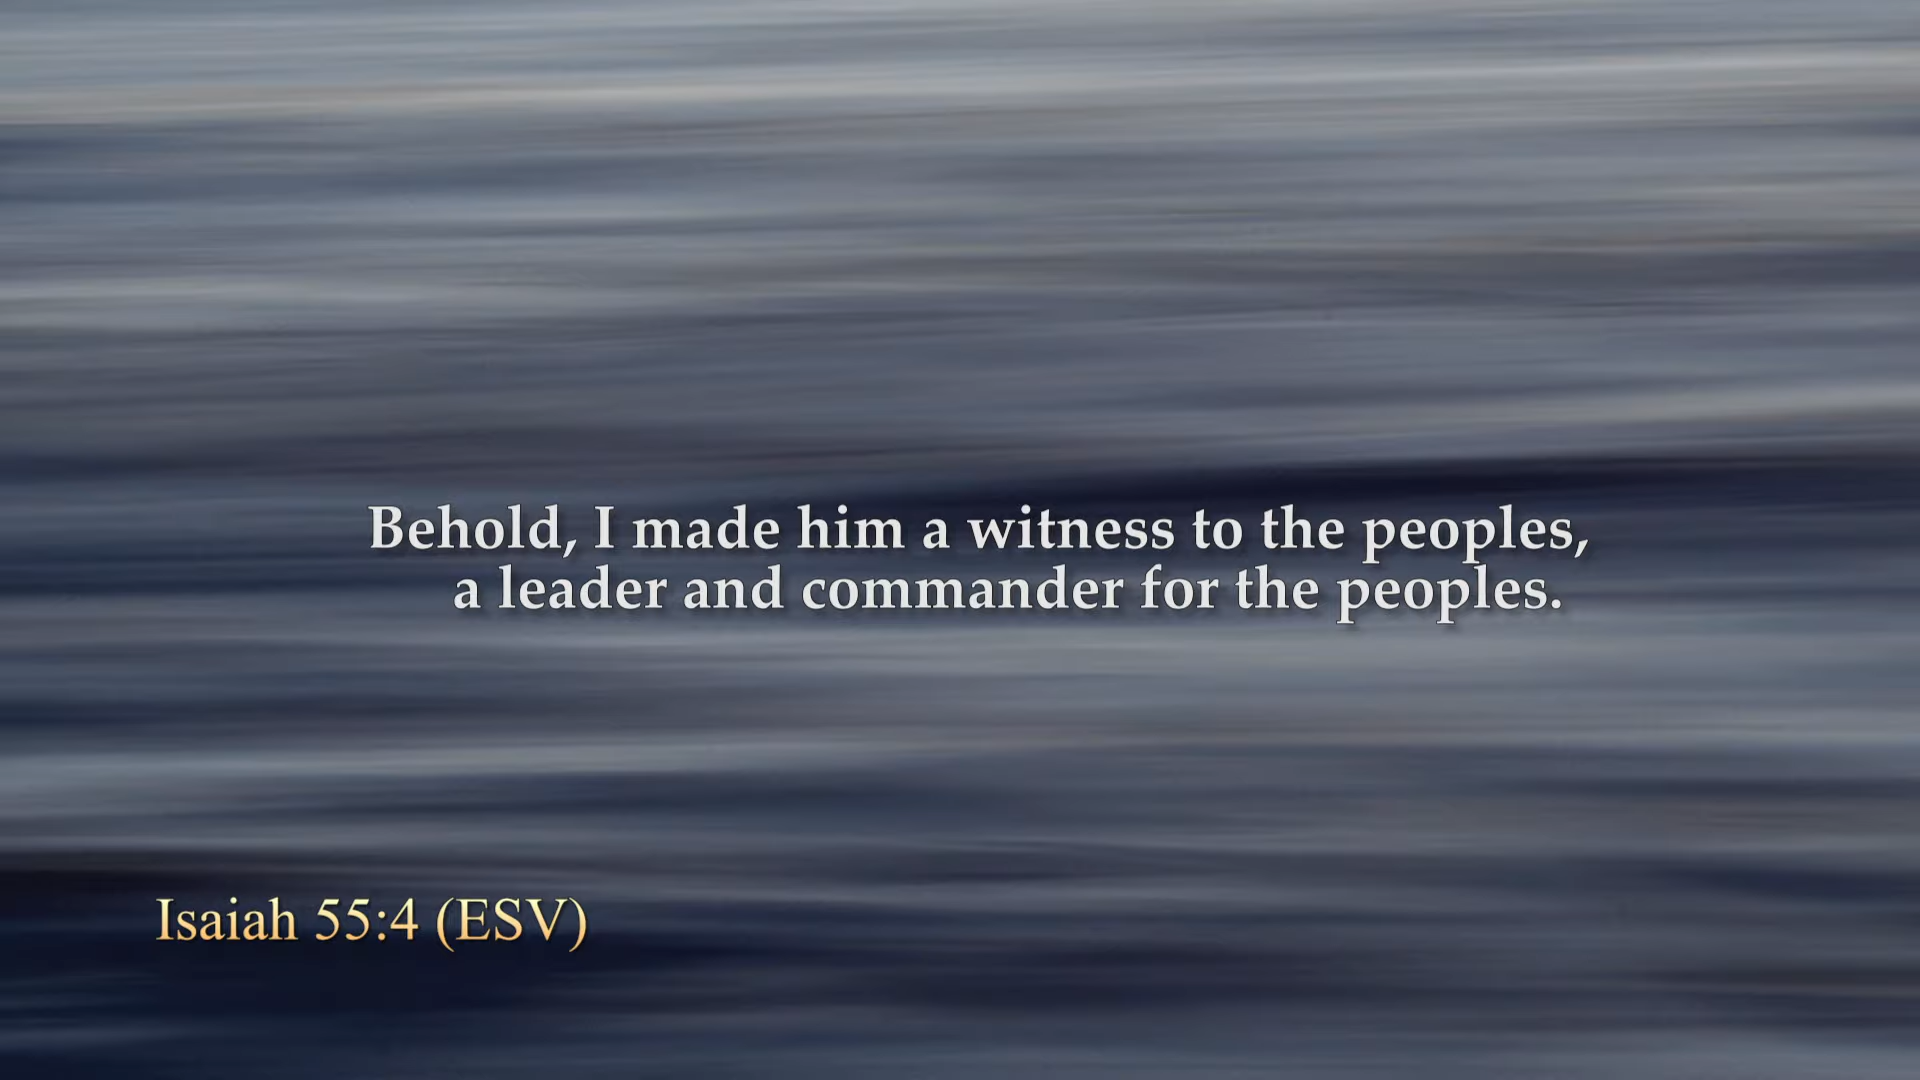 Behold, I made him a witness to the peoples,
a leader and commander for the peoples.
Isaiah 55:4 (ESV)